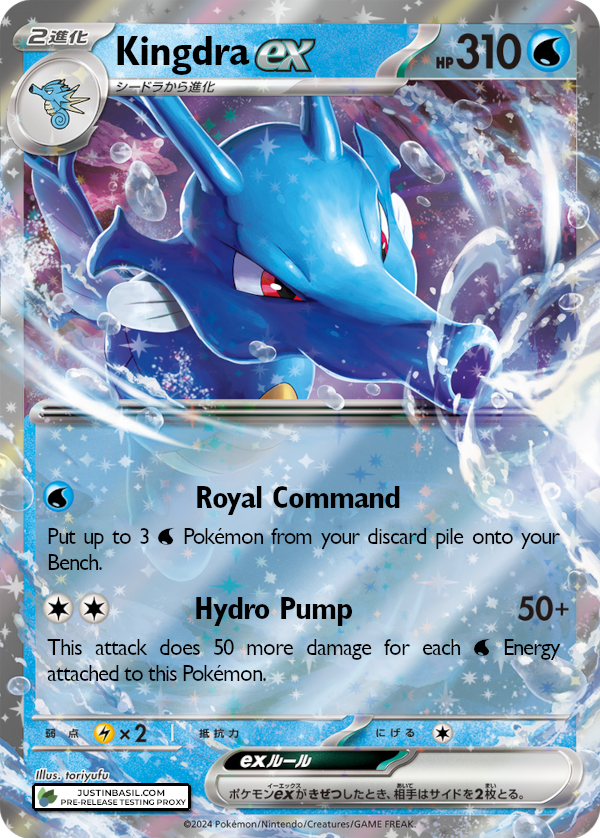 2進化 Kingdra ex HP 310
シードラから進化
Royal Command
Put up to 3 Pokémon from your discard pile onto your
Bench.
Hydro Pump 50+
This attack does 50 more damage for each Energy
attached to this Pokémon.
弱点 ×2 抵抗力 にげる
exルール
ポケモンexがきぜつしたとき、相手はサイドを2枚とる。
Illus. toriyufu
JUSTINBASIL.COM
PRE-RELEASE TESTING PROXY
©2024 Pokémon/Nintendo/Creatures/GAME FREAK.